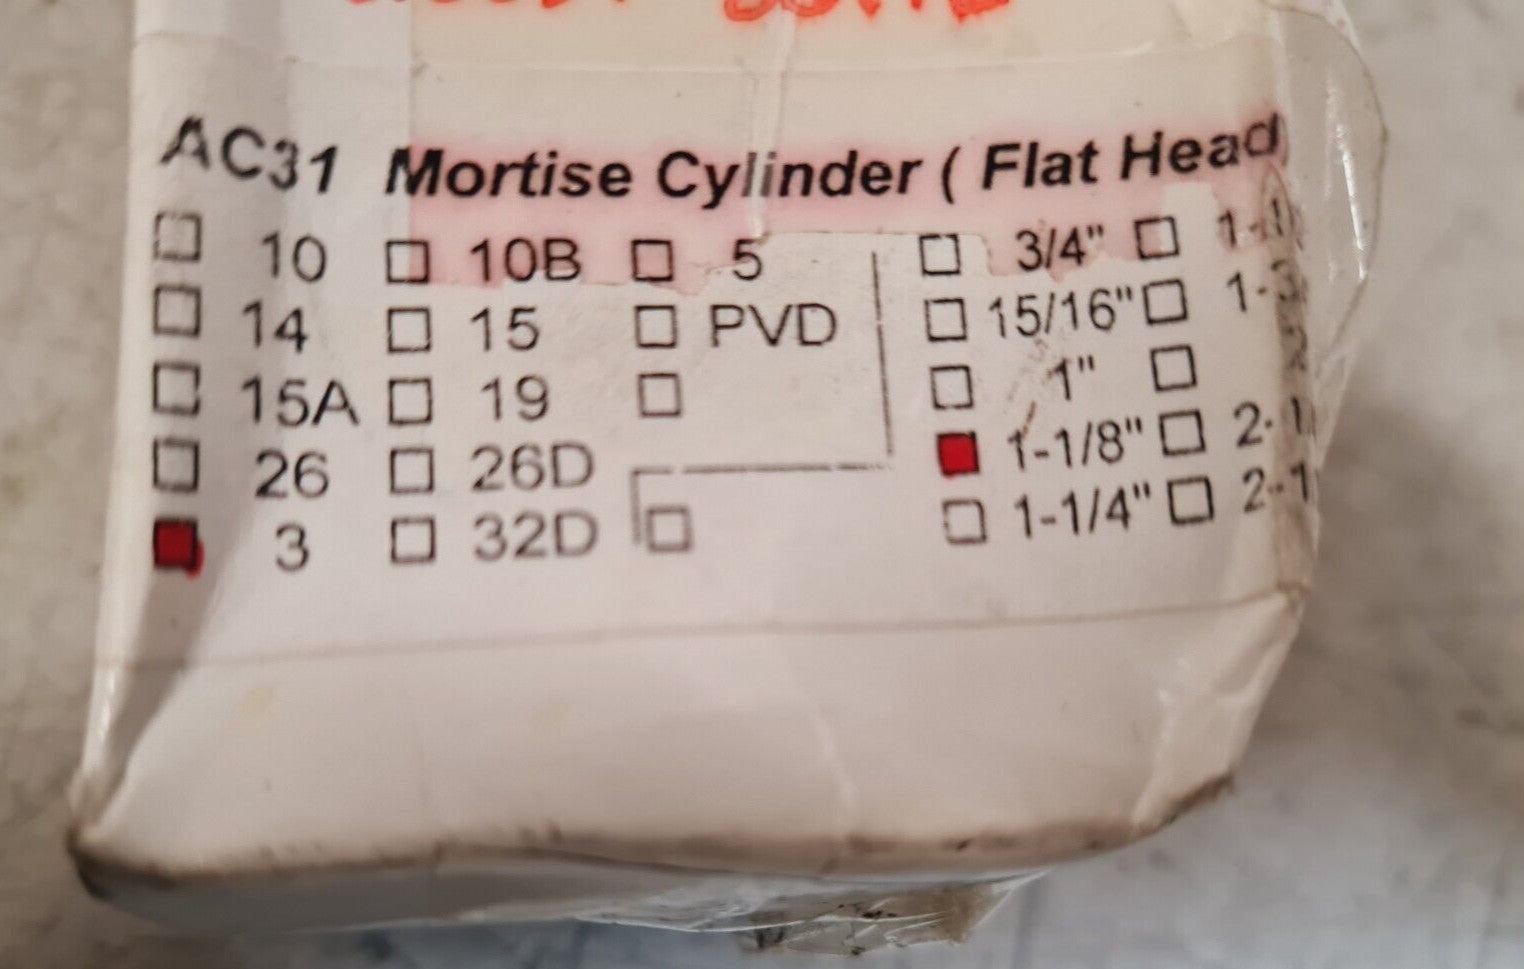 AC31 Mortise Cylinder ( Flat Head
10 10B 5 3/4"
14 15 PVD 15/16"
15A 19 1"
26 26D 1-1/8"
3 32D 1-1/4"